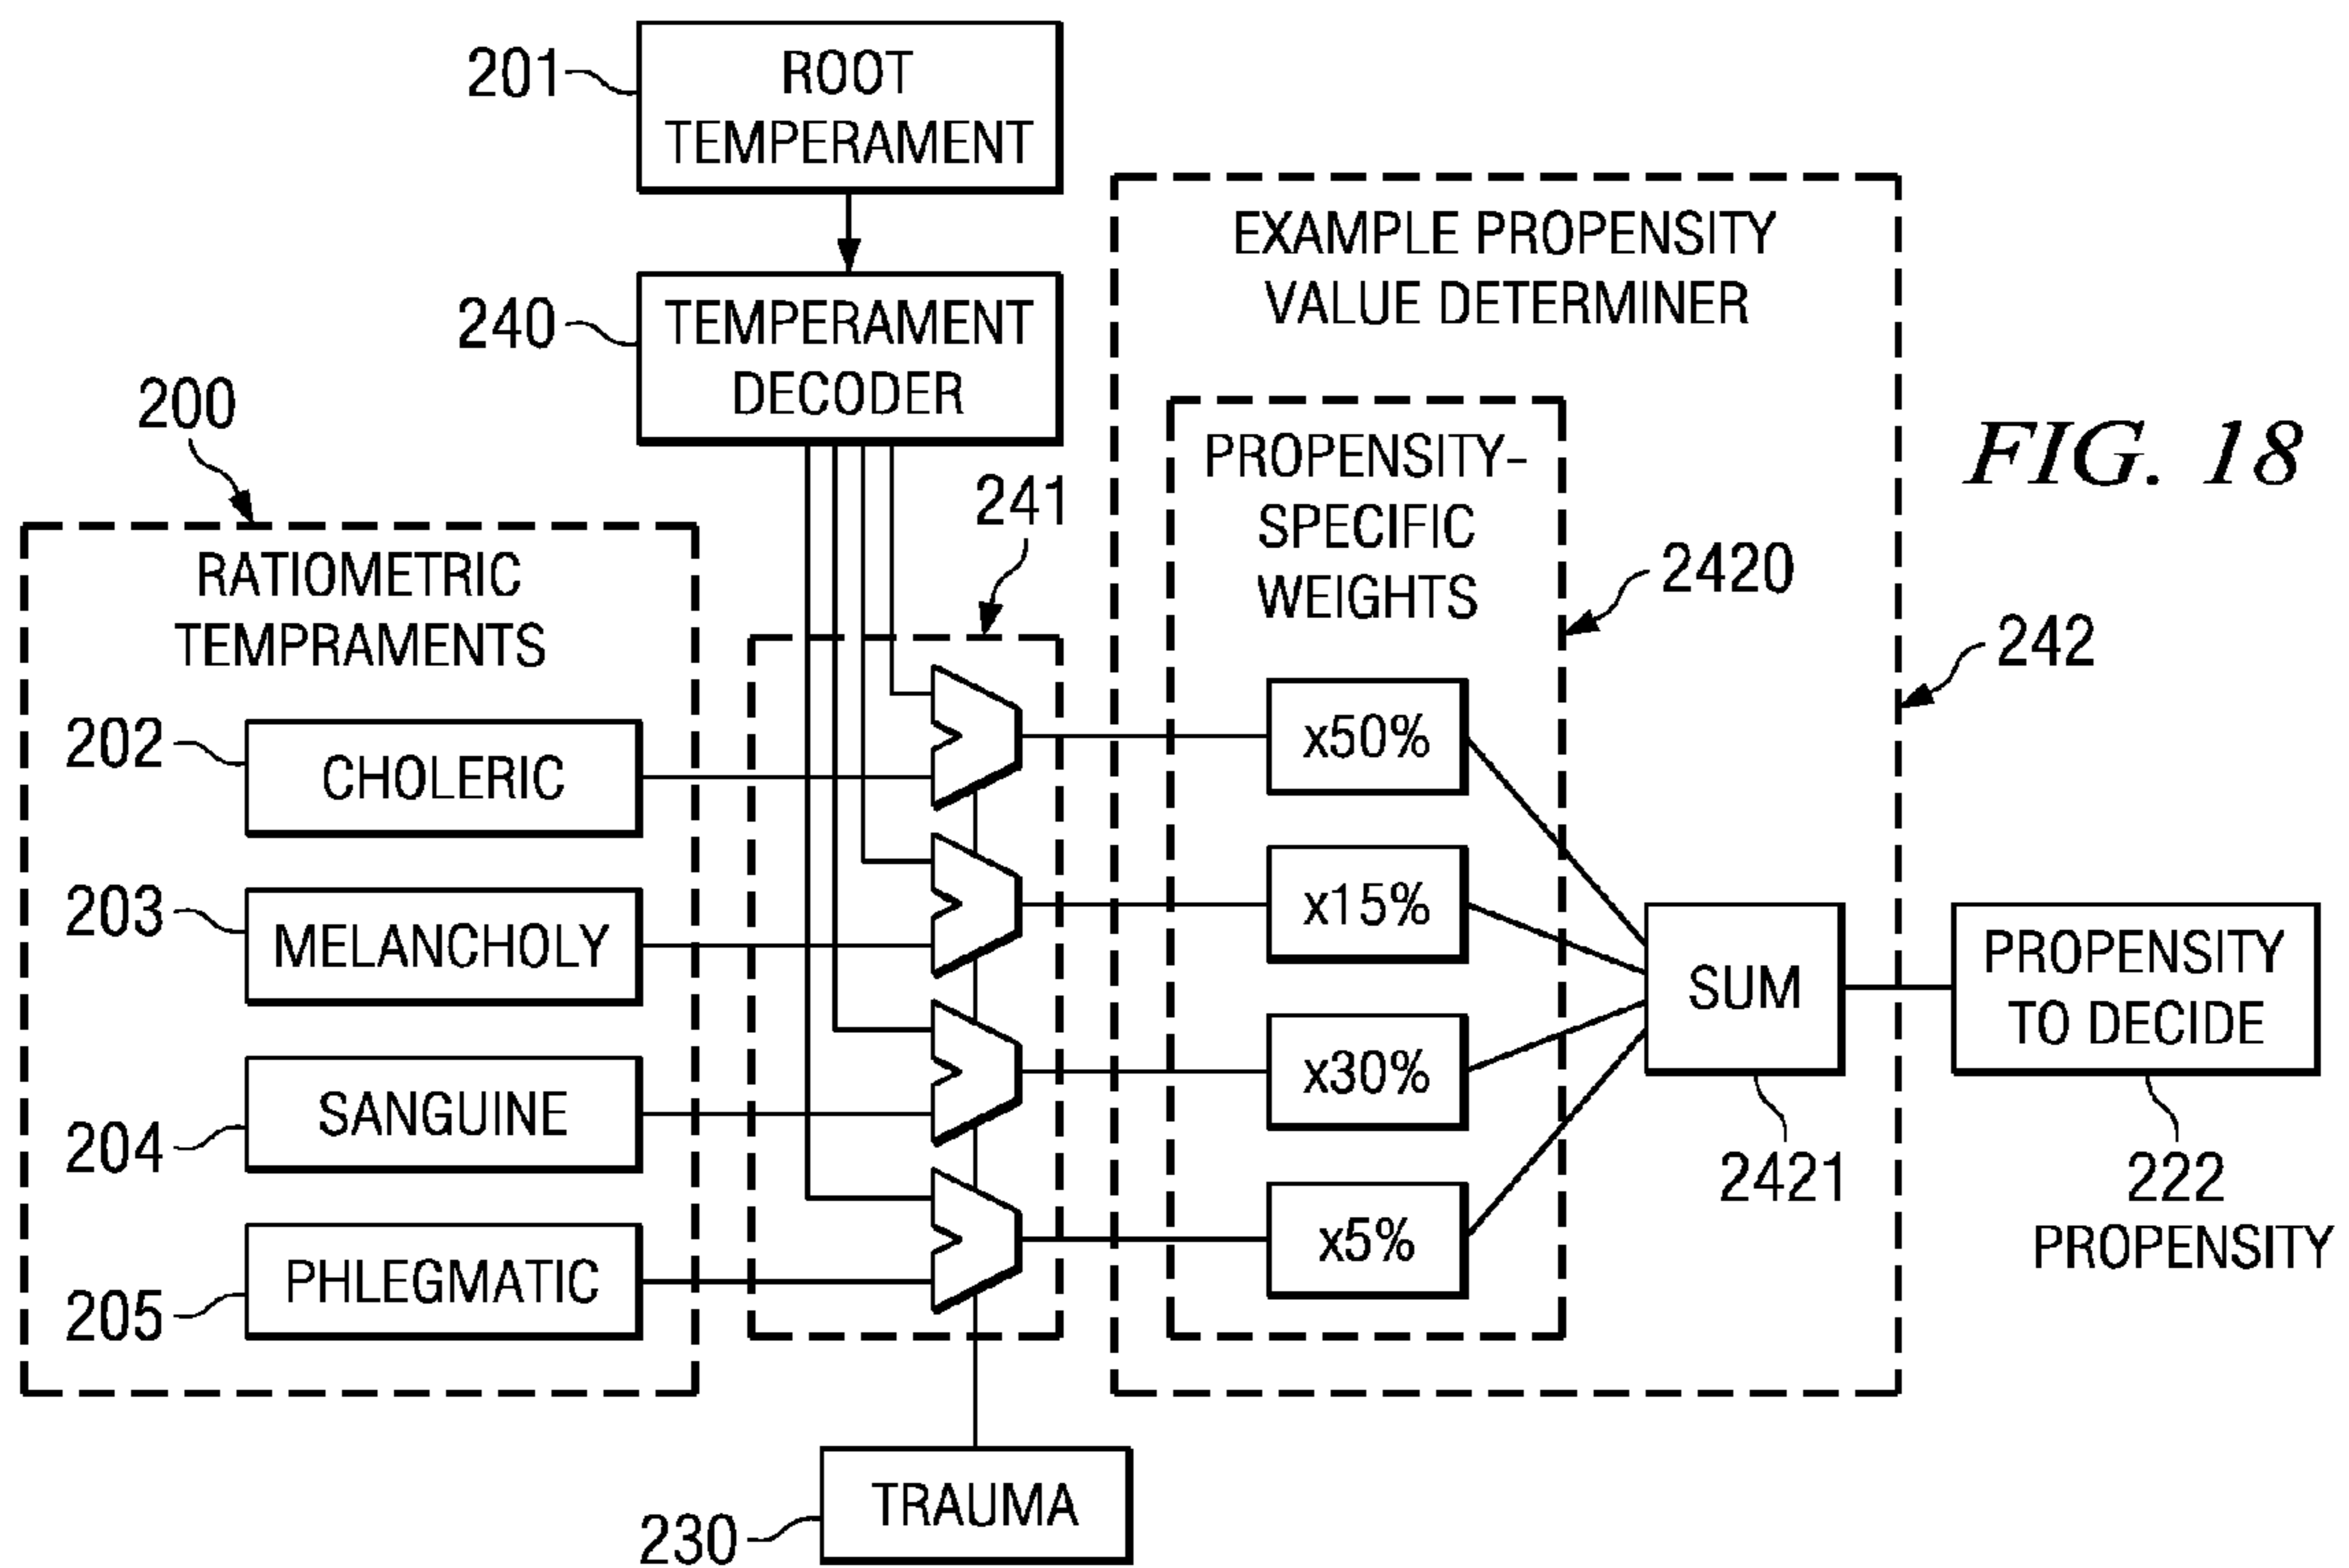 201
ROOT
TEMPERAMENT
240
TEMPERAMENT
DECODER
EXAMPLE PROPENSITY
VALUE DETERMINER
FIG. 18
200
RATIOMETRIC
TEMPRAMENTS
241
PROPENSITY-
SPECIFIC
WEIGHTS
2420
242
202
CHOLERIC
x50%
203
MELANCHOLY
x15%
204
SANGUINE
x30%
205
PHLEGMATIC
x5%
SUM
2421
PROPENSITY
TO DECIDE
222
PROPENSITY
230
TRAUMA